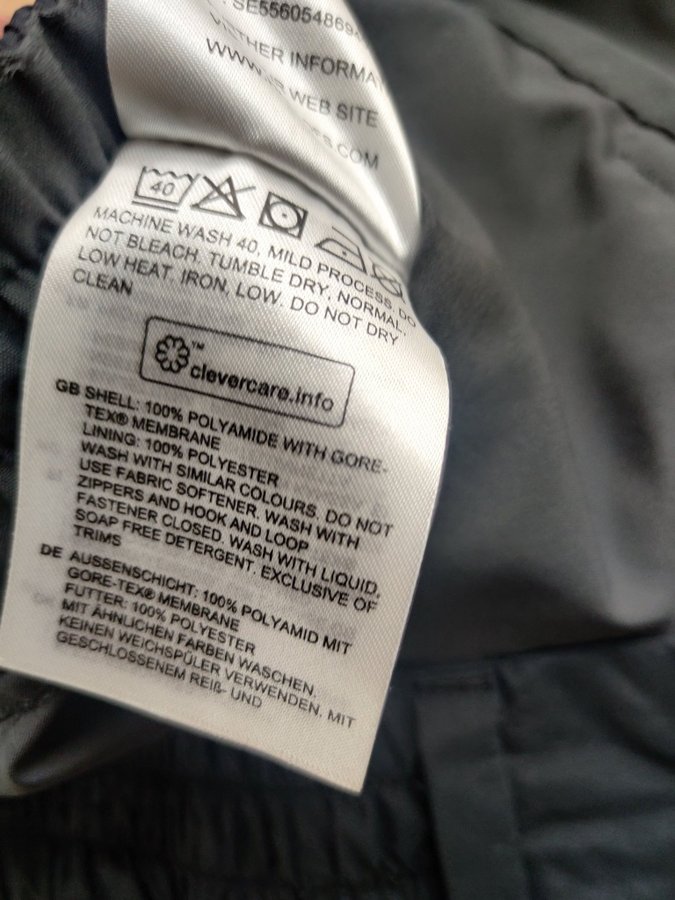 SE5560548694
INFORMA
WEB SITE
COM
40
MACHINE WASH 40, MILD PROCESS, DO
NOT BLEACH, TUMBLE DRY, NORMAL,
LOW HEAT, IRON, LOW. DO NOT DRY
CLEAN
clevercare.info™
GB SHELL: 100% POLYAMIDE WITH GORE-
TEX® MEMBRANE
LINING: 100% POLYESTER
WASH WITH SIMILAR COLOURS. DO NOT
USE FABRIC SOFTENER. WASH WITH
ZIPPERS AND HOOK AND LOOP
FASTENER CLOSED. WASH WITH LIQUID,
SOAP FREE DETERGENT. EXCLUSIVE OF
TRIMS
DE AUSSENSCHICHT: 100% POLYAMID MIT
GORE-TEX® MEMBRANE
FUTTER: 100% POLYESTER
MIT ÄHNLICHEN FARBEN WASCHEN.
KEINEN WEICHSPÜLER VERWENDEN. MIT
GESCHLOSSENEM REIß- UND